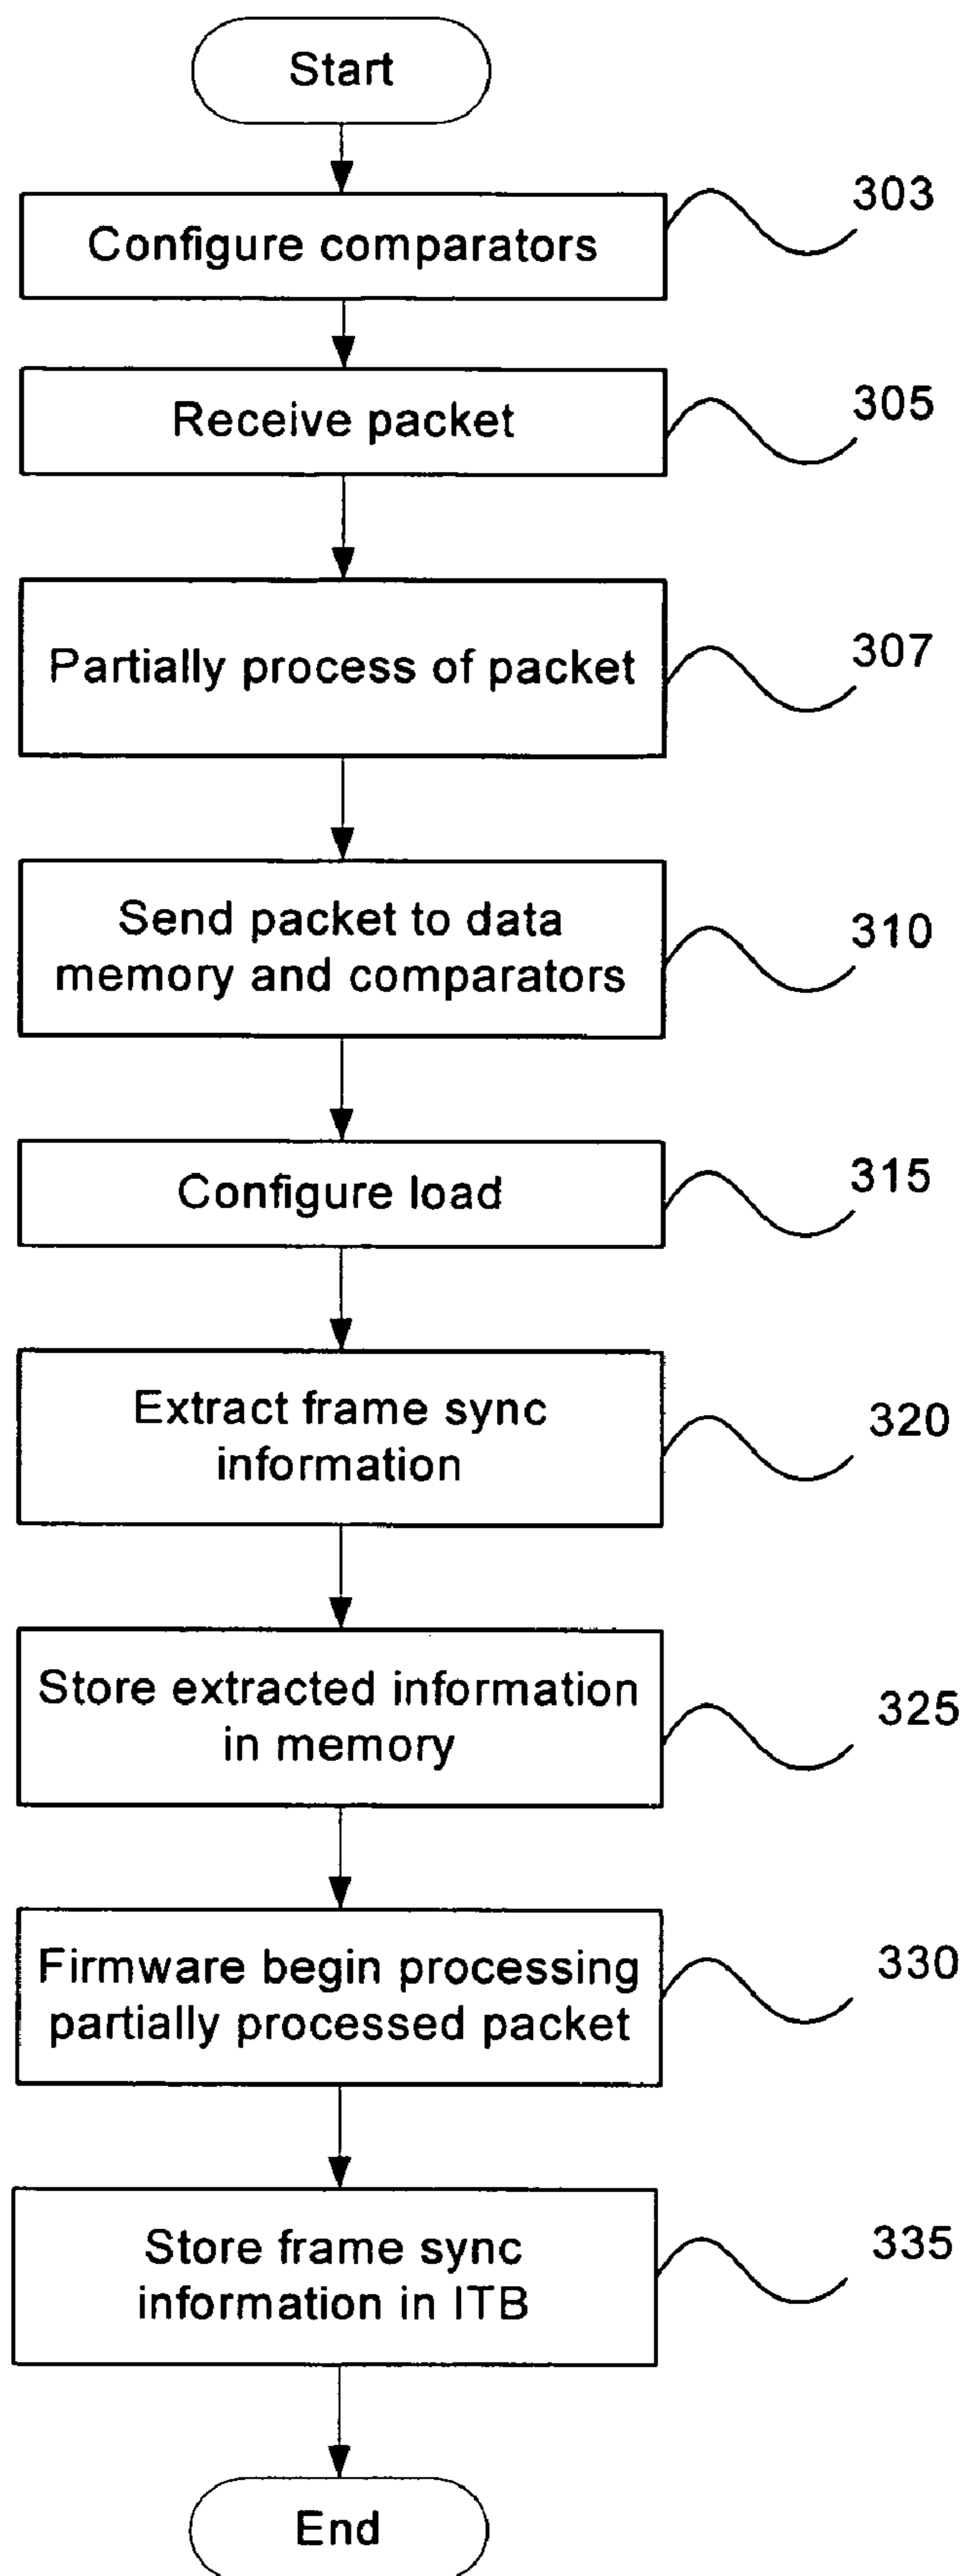 Start
Configure comparators
303
Receive packet
305
Partially process of packet
307
Send packet to data
memory and comparators
310
Configure load
315
Extract frame sync
information
320
Store extracted information
in memory
325
Firmware begin processing
partially processed packet
330
Store frame sync
information in ITB
335
End